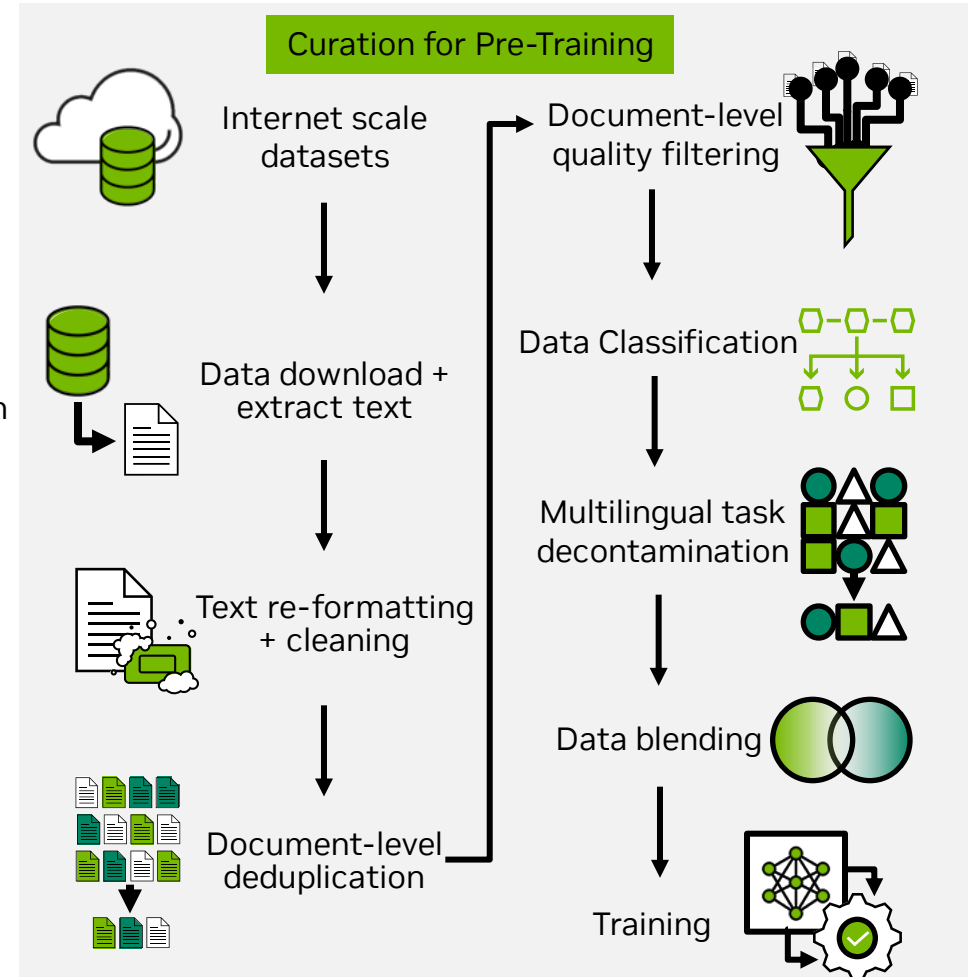 Curation for Pre-Training
Internet scale
datasets
Data download +
extract text
Text re-formatting
+ cleaning
Document-level
deduplication
Document-level
quality filtering
Data Classification
Multilingual task
decontamination
Data blending
Training